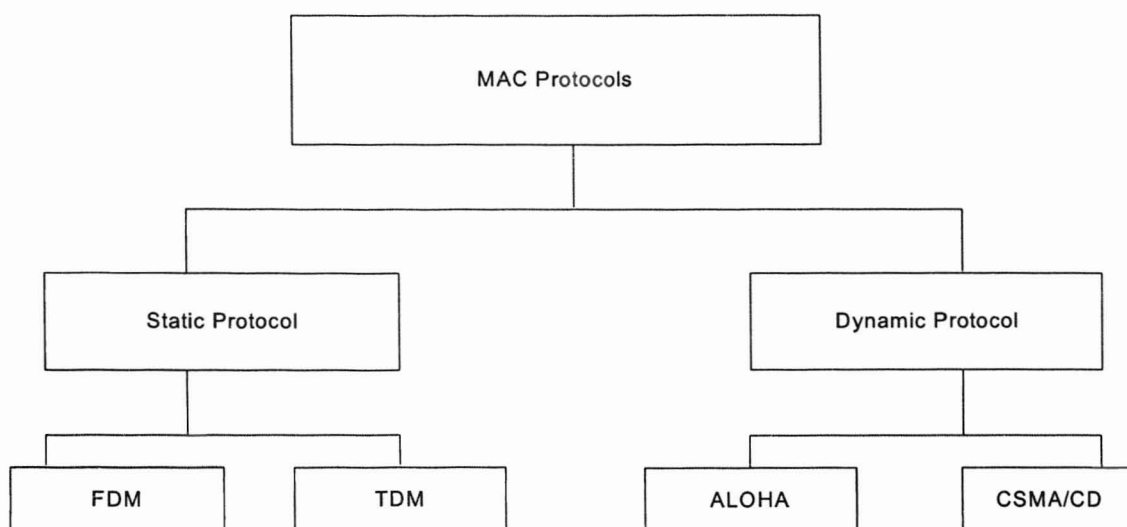 MAC Protocols
Static Protocol
Dynamic Protocol
FDM
TDM
ALOHA
CSMA/CD